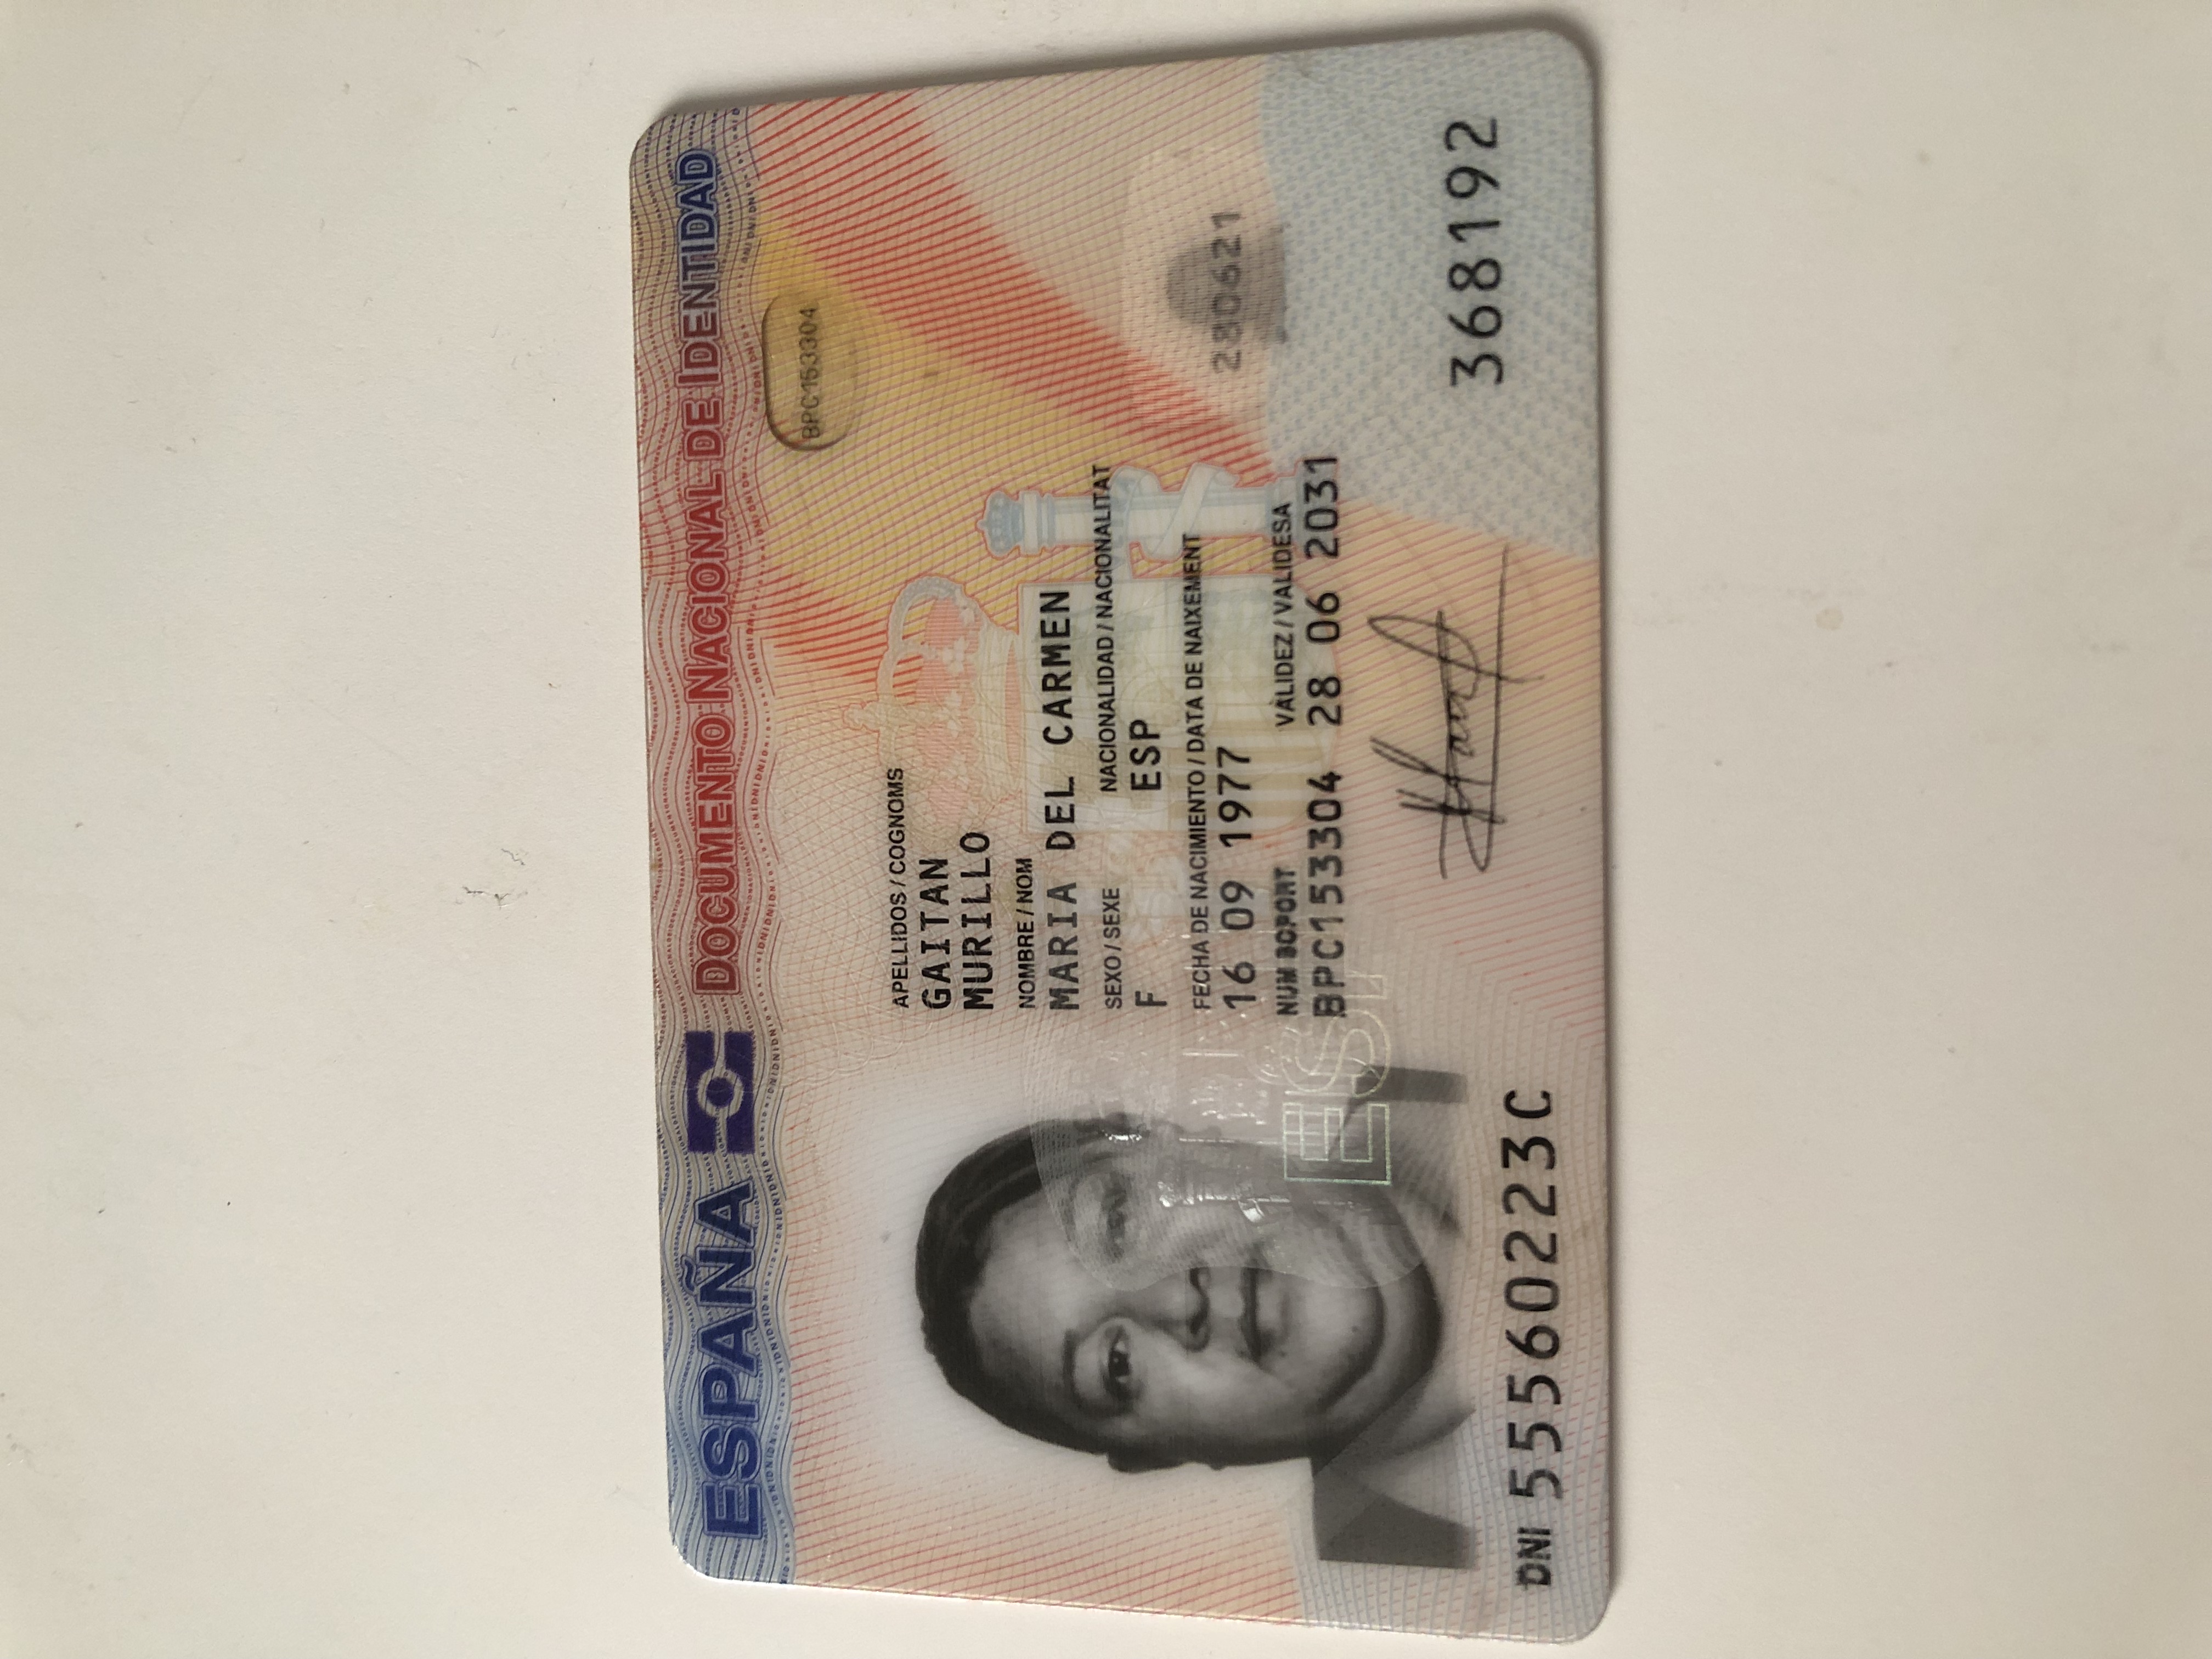 ESPAÑA DOCUMENTO NACIONAL DE IDENTIDAD
BPC153304
APELLIDOS / COGNOMS
GAITAN
MURILLO
NOMBRE / NOM
MARIA DEL CARMEN
SEXO / SEXE NACIONALIDAD / NACIONALITAT
F ESP
FECHA DE NACIMIENTO / DATA DE NAIXEMENT
16 09 1977
280621
NUM SOPORT VALIDEZ / VALIDESA
BPC153304 28 06 2031
ESP
368192
DNI 55560223C